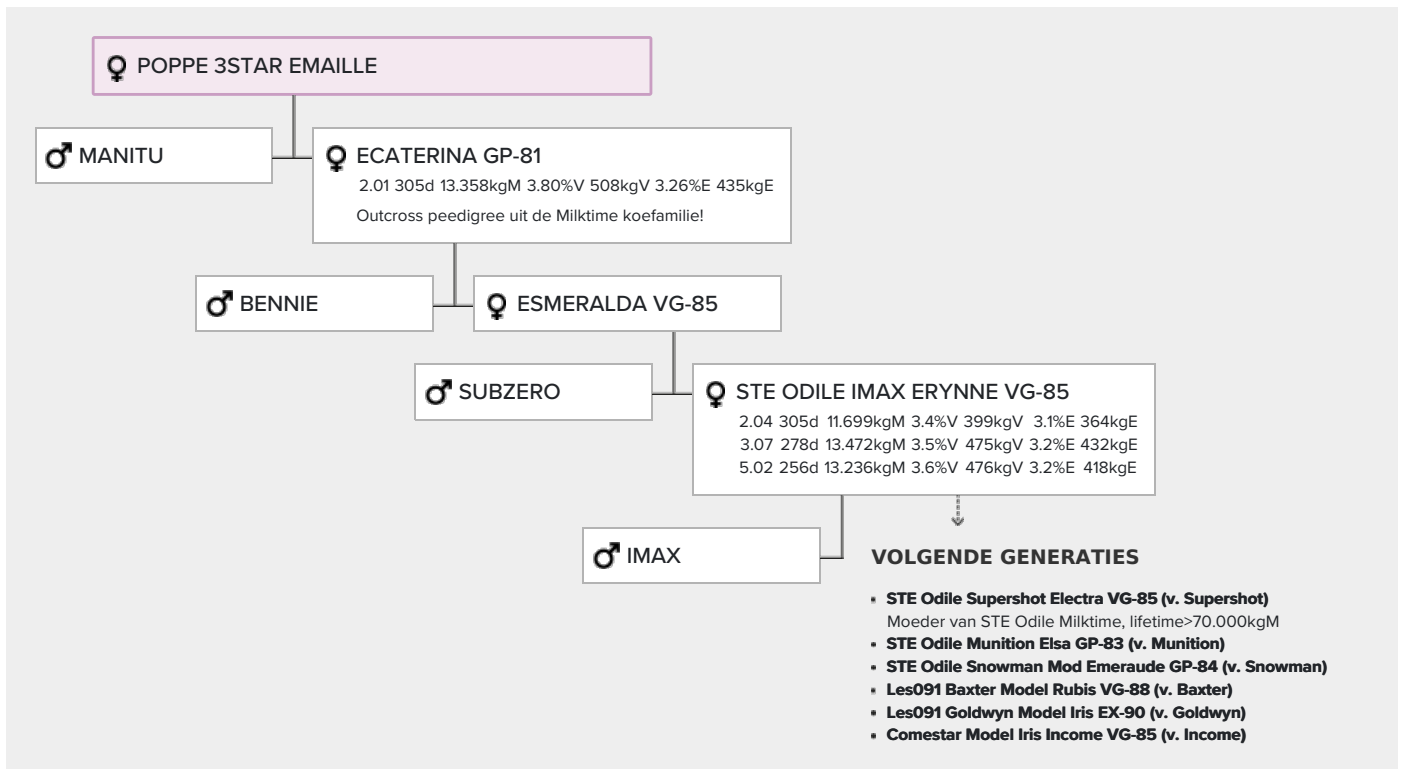 POPPE 3STAR EMAILLE
MANITU
ECATERINA GP-81
2.01 305d 13.358kgM 3.80%V 508kgV 3.26%E 435kgE
Outcross peedigree uit de Milktime koefamilie!
BENNIE
ESMERALDA VG-85
SUBZERO
STE ODILE IMAX ERYNNE VG-85
2.04 305d 11.699kgM 3.4%V 399kgV 3.1%E 364kgE
3.07 278d 13.472kgM 3.5%V 475kgV 3.2%E 432kgE
5.02 256d 13.236kgM 3.6%V 476kgV 3.2%E 418kgE
IMAX
VOLGENDE GENERATIES
• STE Odile Supershot Electra VG-85 (v. Supershot)
Moeder van STE Odile Milktime, lifetime>70.000kgM
• STE Odile Munition Elsa GP-83 (v. Munition)
• STE Odile Snowman Mod Emeraude GP-84 (v. Snowman)
• Les091 Baxter Model Rubis VG-88 (v. Baxter)
• Les091 Goldwyn Model Iris EX-90 (v. Goldwyn)
• Comestar Model Iris Income VG-85 (v. Income)